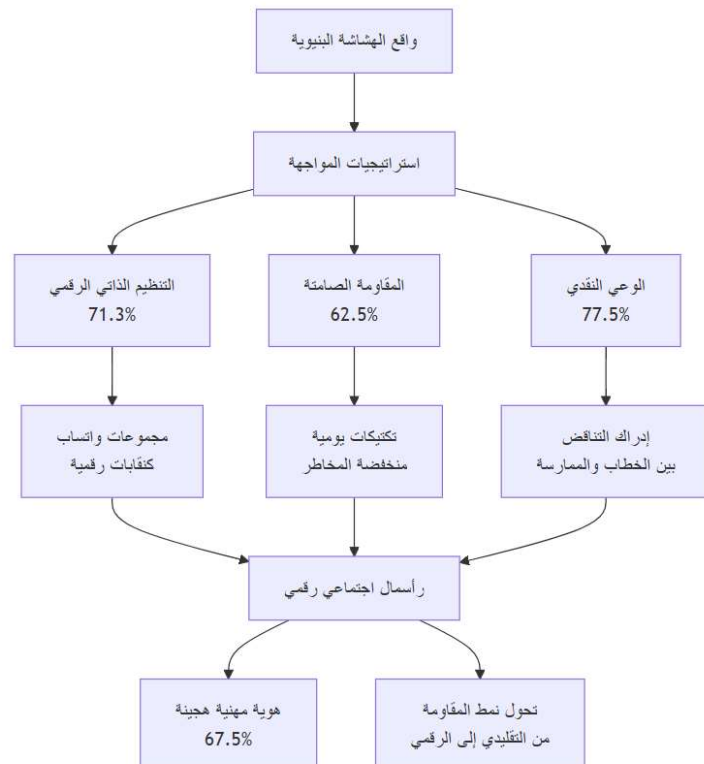 واقع الهشاشة البنيوية
استراتيجيات المواجهة
الوعي النقدي
77.5%
المقاومة الصامتة
62.5%
التنظيم الذاتي الرقمي
71.3%
إدراك التناقض
بين الخطاب والممارسة
تكتيكات يومية
منخفضة المخاطر
مجموعات واتساب
كنقابات رقمية
رأسمال اجتماعي رقمي
تحول نمط المقاومة
من التقليدي إلى الرقمي
هوية مهنية هجينة
67.5%